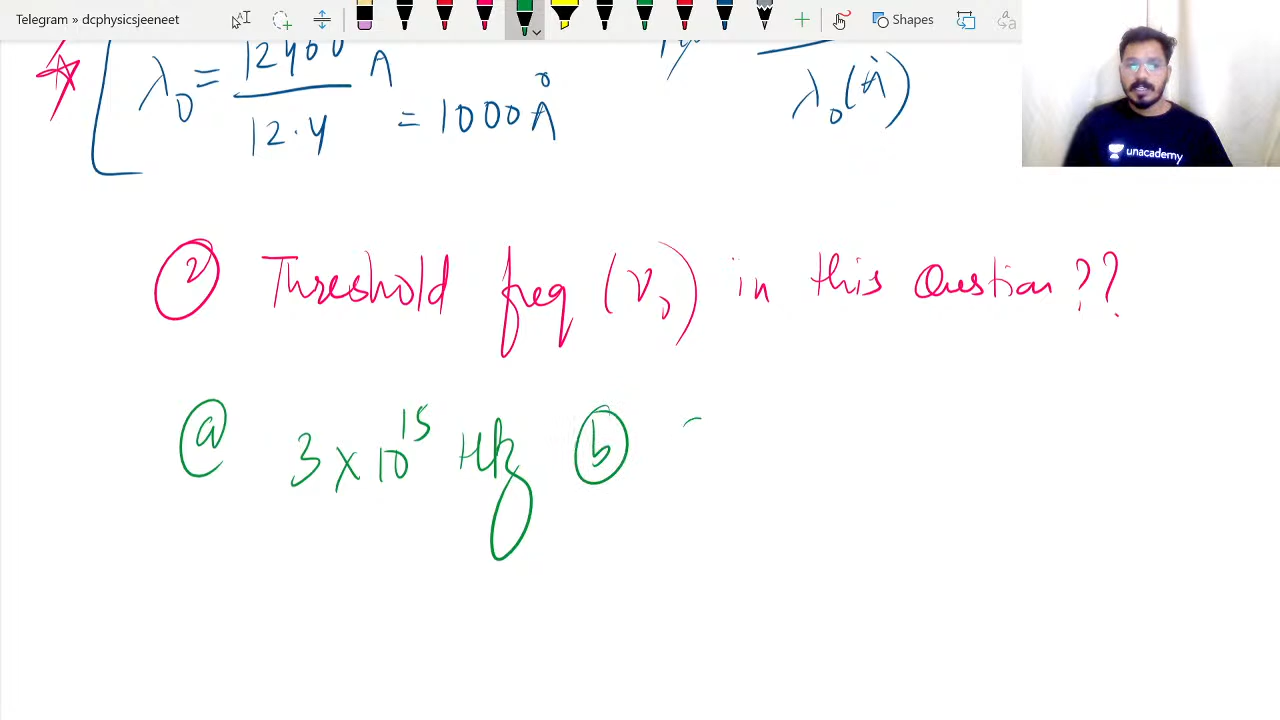 Telegram » dcphysicsjeeneet
Shapes
λ0 = 12400 / 12.4 A = 1000 Å
λ0 (Å)
unacademy
② Threshold freq (ν0) in this Question ??
ⓐ 3 x 10^15 Hz ⓑ